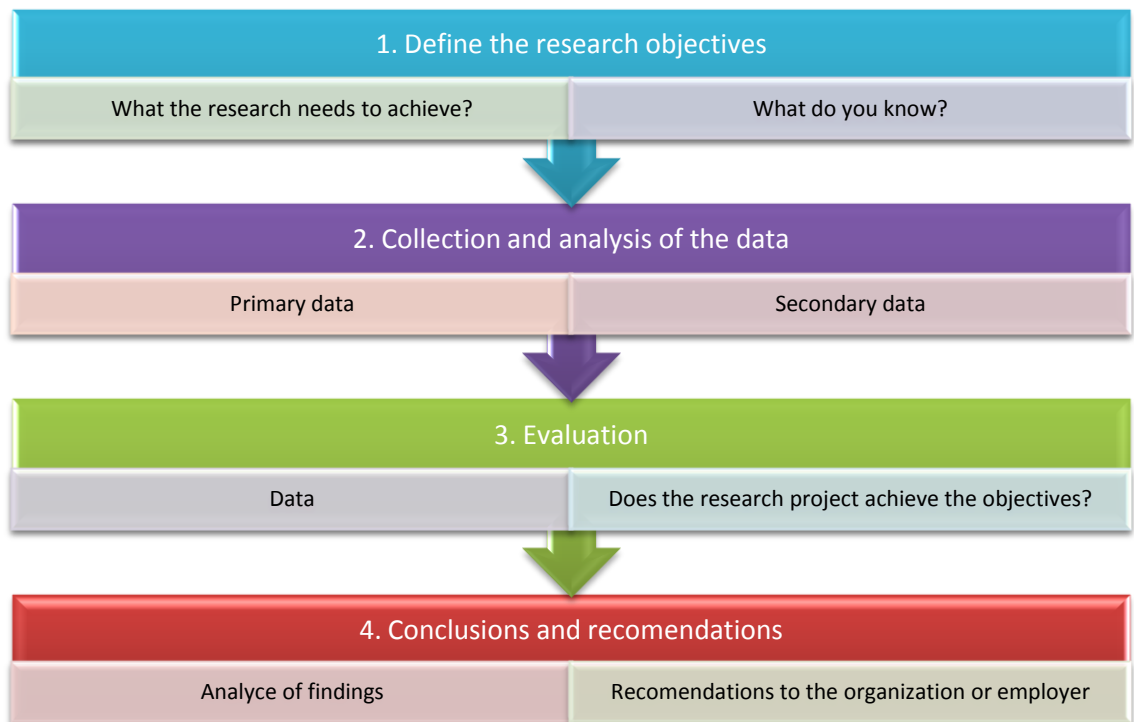 1. Define the research objectives
What the research needs to achieve?
What do you know?
2. Collection and analysis of the data
Primary data
Secondary data
3. Evaluation
Data
Does the research project achieve the objectives?
4. Conclusions and recomendations
Analyce of findings
Recomendations to the organization or employer